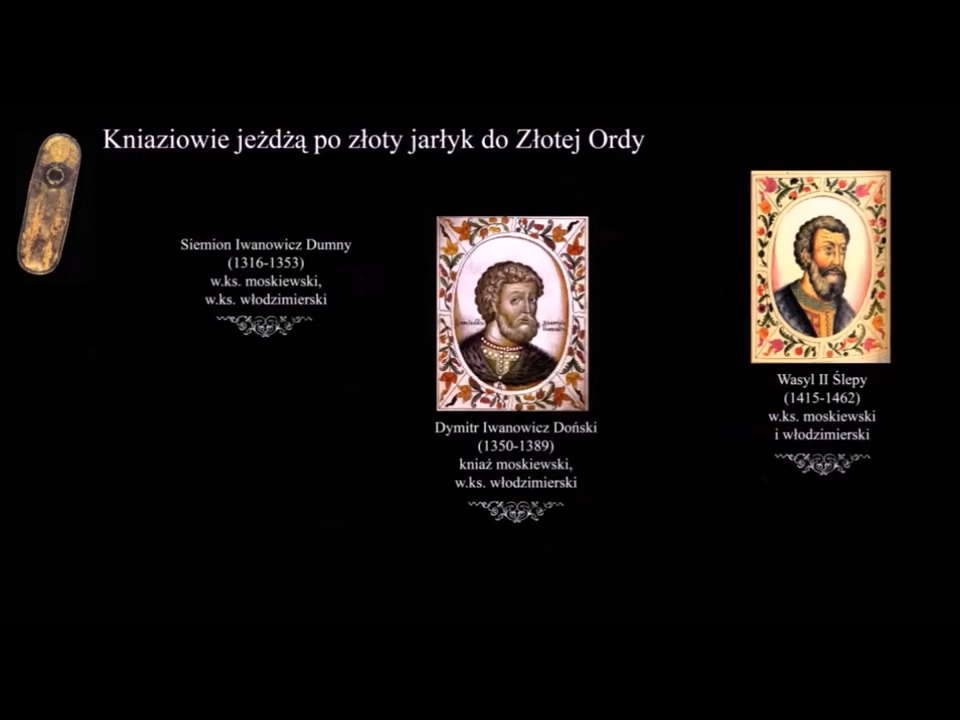 Kniaziowie jeżdżą po złoty jarłyk do Złotej Ordy
Siemion Iwanowicz Dumny
(1316-1353)
w.ks. moskiewski,
w.ks. włodzimierski
Dymitr Iwanowicz Doński
(1350-1389)
kniaź moskiewski,
w.ks. włodzimierski
Wasyl II Ślepy
(1415-1462)
w.ks. moskiewski
i włodzimierski